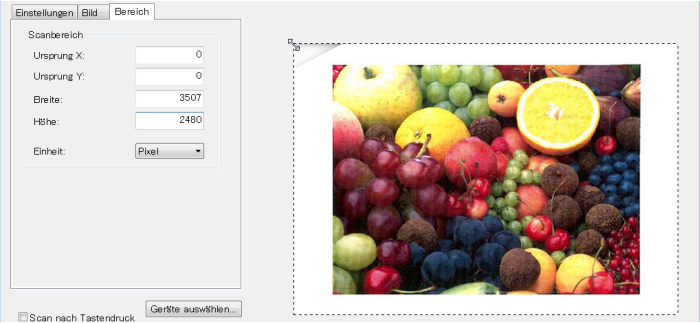 Einstellungen Bild Bereich
Scanbereich
Ursprung X: 0
Ursprung Y: 0
Breite: 3507
Höhe: 2480
Einheit: Pixel
Geräte auswählen...
Scan nach Tastendruck